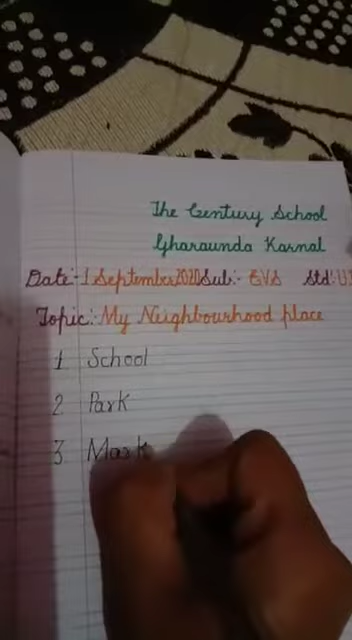 The Century School
Gharaunda Karnal
Date:-1 September2020 Sub:- EVS Std:U
Topic:- My Neighbourhood place
1 School
2 Park
3 Mark